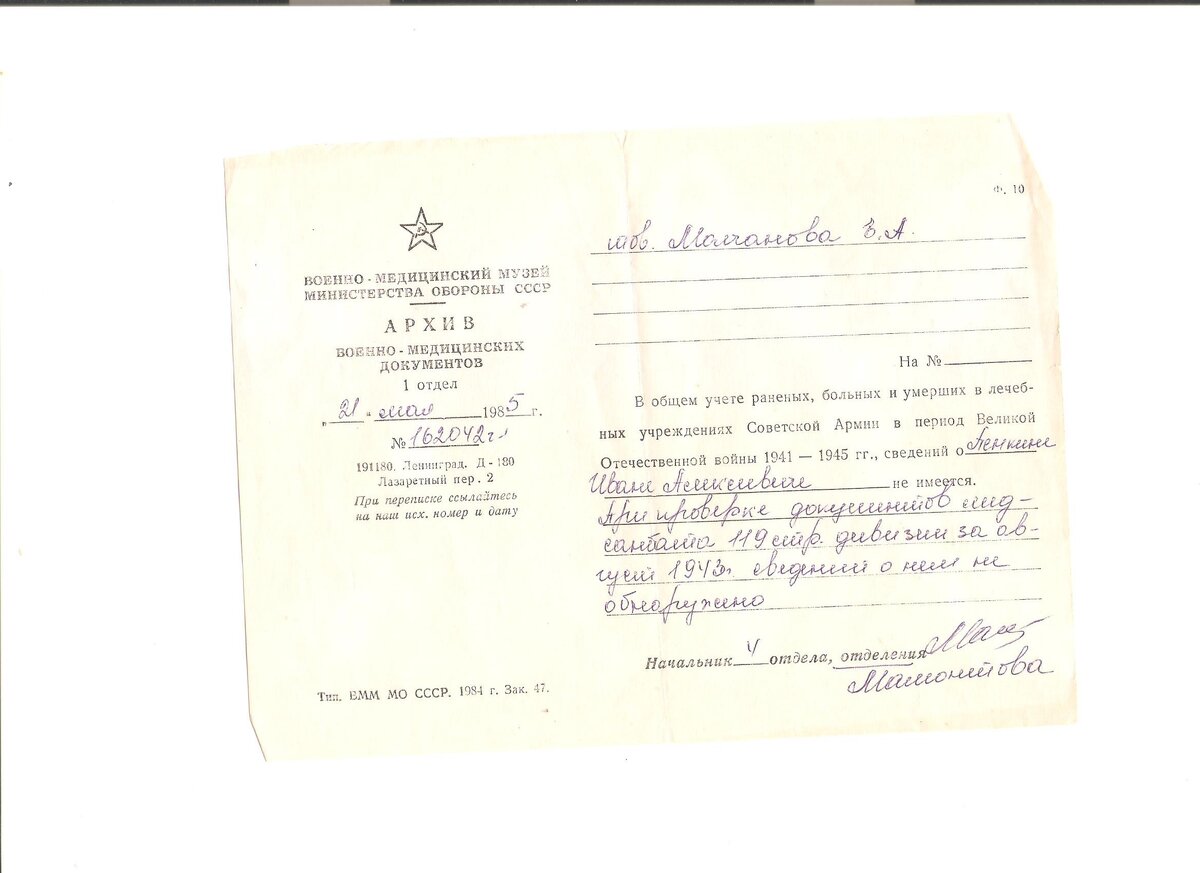 Ф. 10
ВОЕННО - МЕДИЦИНСКИЙ МУЗЕЙ
МИНИСТЕРСТВА ОБОРОНЫ СССР
АРХИВ
ВОЕННО - МЕДИЦИНСКИХ
ДОКУМЕНТОВ
1 отдел
„ 21 " мая 1985 г.
№ 162042
191180, Ленинград, Д - 180
Лазаретный пер. 2
При переписке ссылайтесь
на наш исх. номер и дату
Тип. ВММ МО СССР. 1984 г. Зак. 47.
тов. Молчанова З.А.
На №
В общем учете раненых, больных и умерших в лечеб-
ных учреждениях Советской Армии в период Великой
Отечественной войны 1941 — 1945 гг., сведений о Пенкине
Иване Алексеевиче не имеется.
При проверке документов мед-
санбата 119 стр. дивизии за ав-
густ 1943г. сведений о нем не
обнаружено
Начальник 4 отдела, отделения
Мамонтова